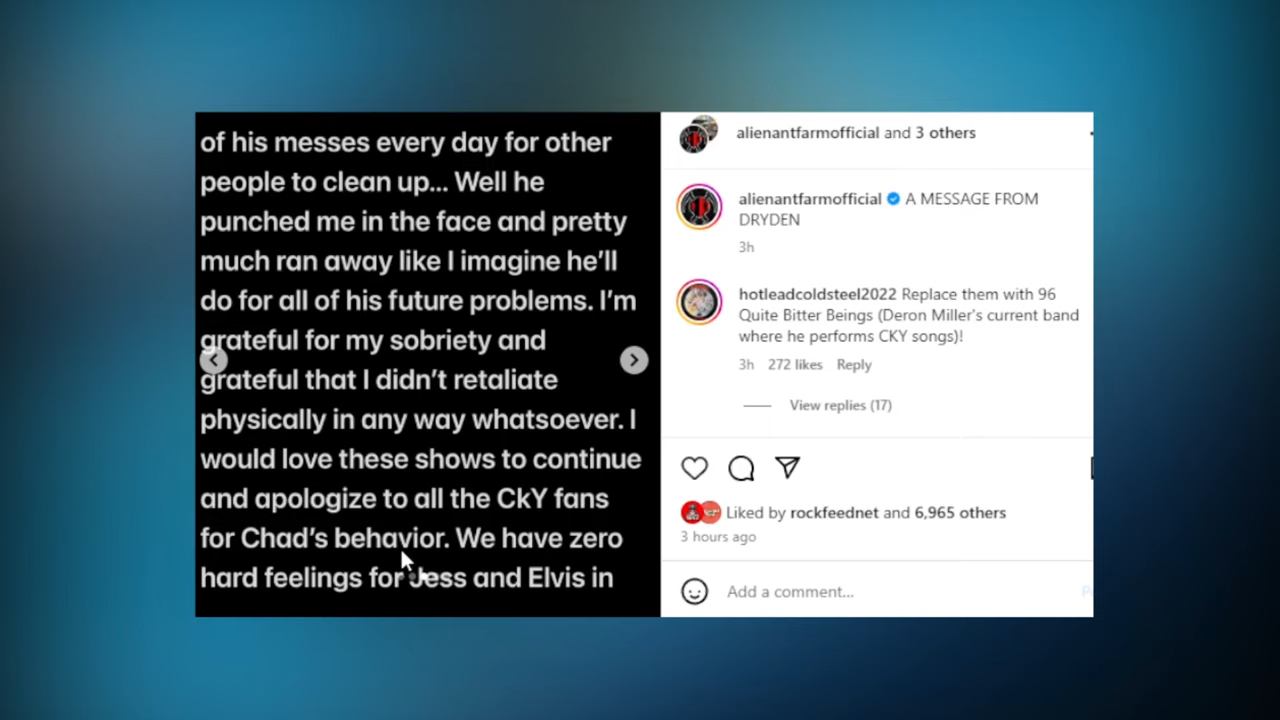 of his messes every day for other
people to clean up... Well he
punched me in the face and pretty
much ran away like I imagine he'll
do for all of his future problems. I'm
grateful for my sobriety and
grateful that I didn't retaliate
physically in any way whatsoever. I
would love these shows to continue
and apologize to all the CkY fans
for Chad's behavior. We have zero
hard feelings for Jess and Elvis in
alienantfarmofficial and 3 others
alienantfarmofficial A MESSAGE FROM
DRYDEN
3h
hotleadcoldsteel2022 Replace them with 96
Quite Bitter Beings (Deron Miller's current band
where he performs CKY songs)!
3h 272 likes Reply
View replies (17)
Liked by rockfeednet and 6,965 others
3 hours ago
Add a comment...